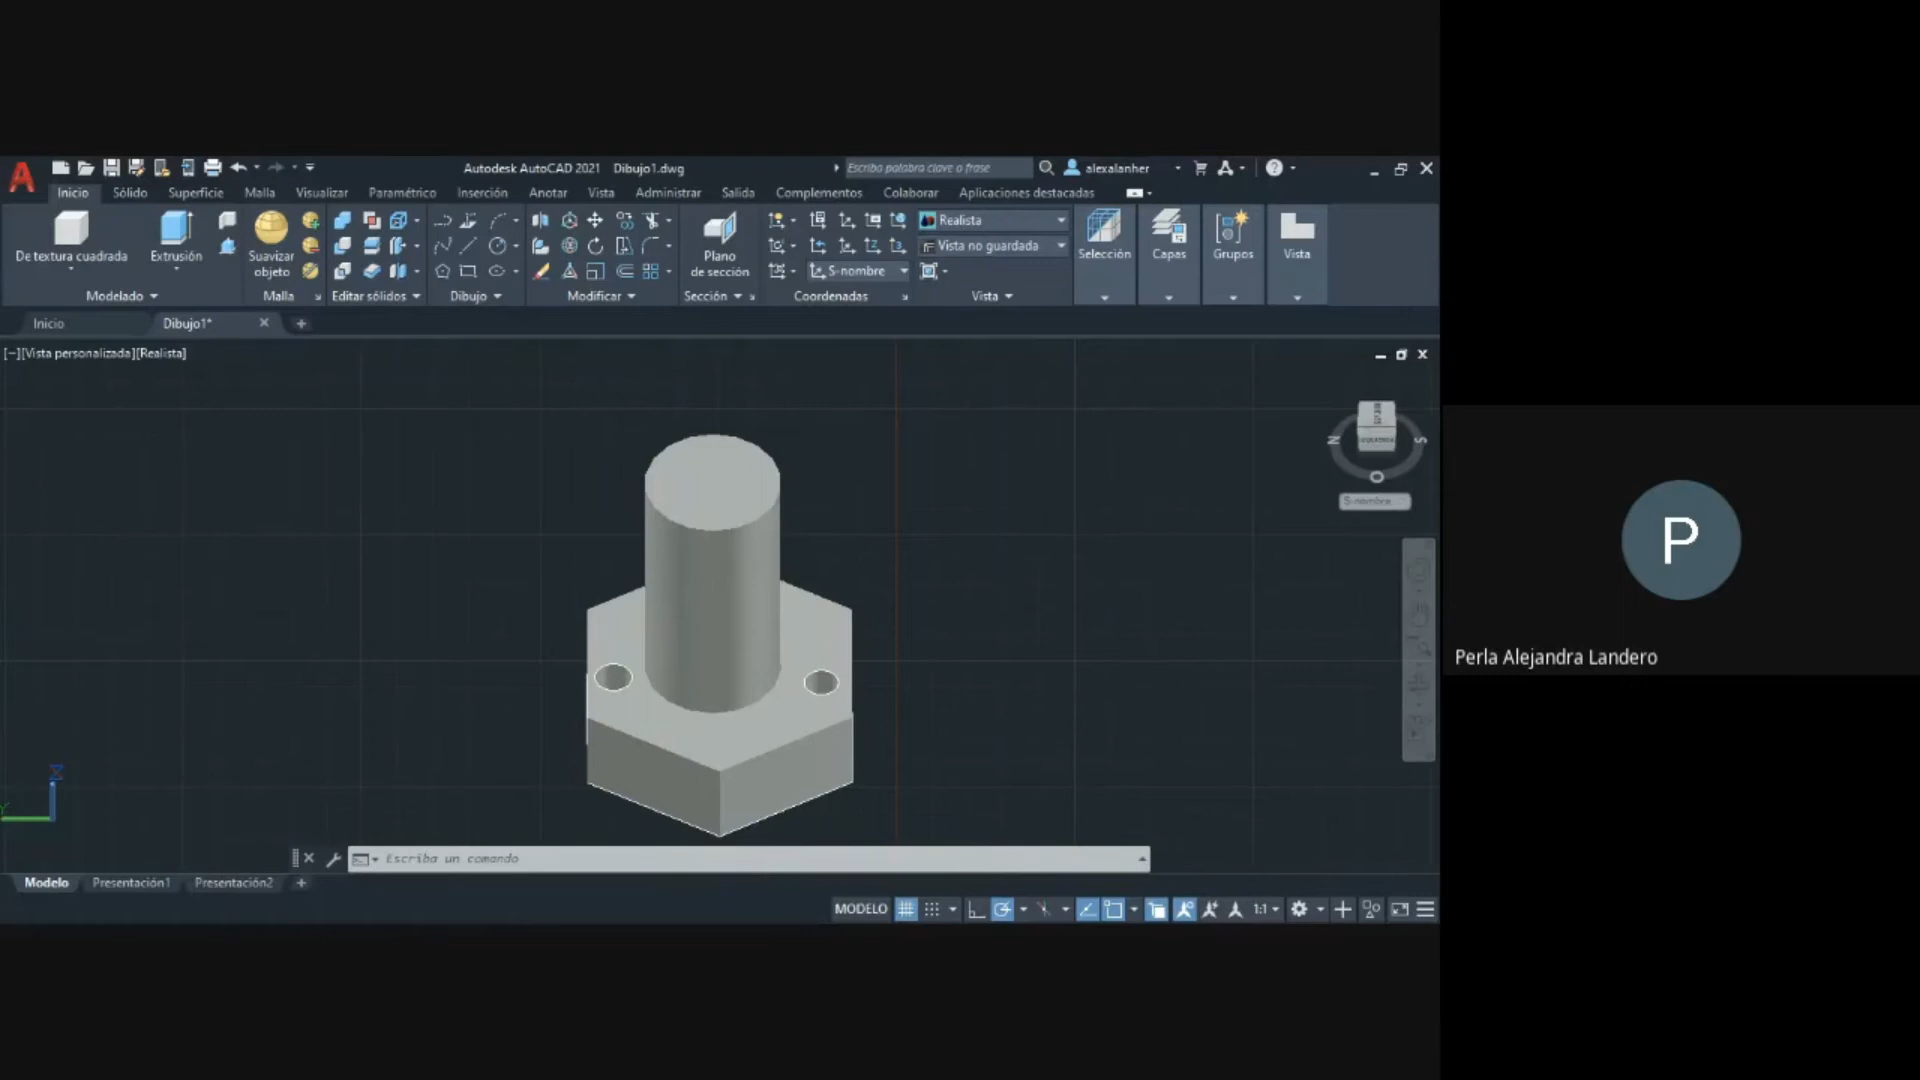 Autodesk AutoCAD 2021 Dibujo1.dwg
Escriba palabra clave o frase
alexalanher
Inicio Sólido Superficie Malla Visualizar Paramétrico Inserción Anotar Vista Administrar Salida Complementos Colaborar Aplicaciones destacadas
De textura cuadrada
Extrusión
Suavizar
objeto
Plano
de sección
Realista
Vista no guardada
S-nombre
Selección
Capas
Grupos
Vista
Modelado Malla Editar sólidos Dibujo Modificar Sección Coordenadas Vista
Inicio Dibujo1*
[−][Vista personalizada][Realista]
N
S
O
S-nombre
Z
Y
P
Perla Alejandra Landero
Escriba un comando
Modelo Presentación1 Presentación2
MODELO
1:1